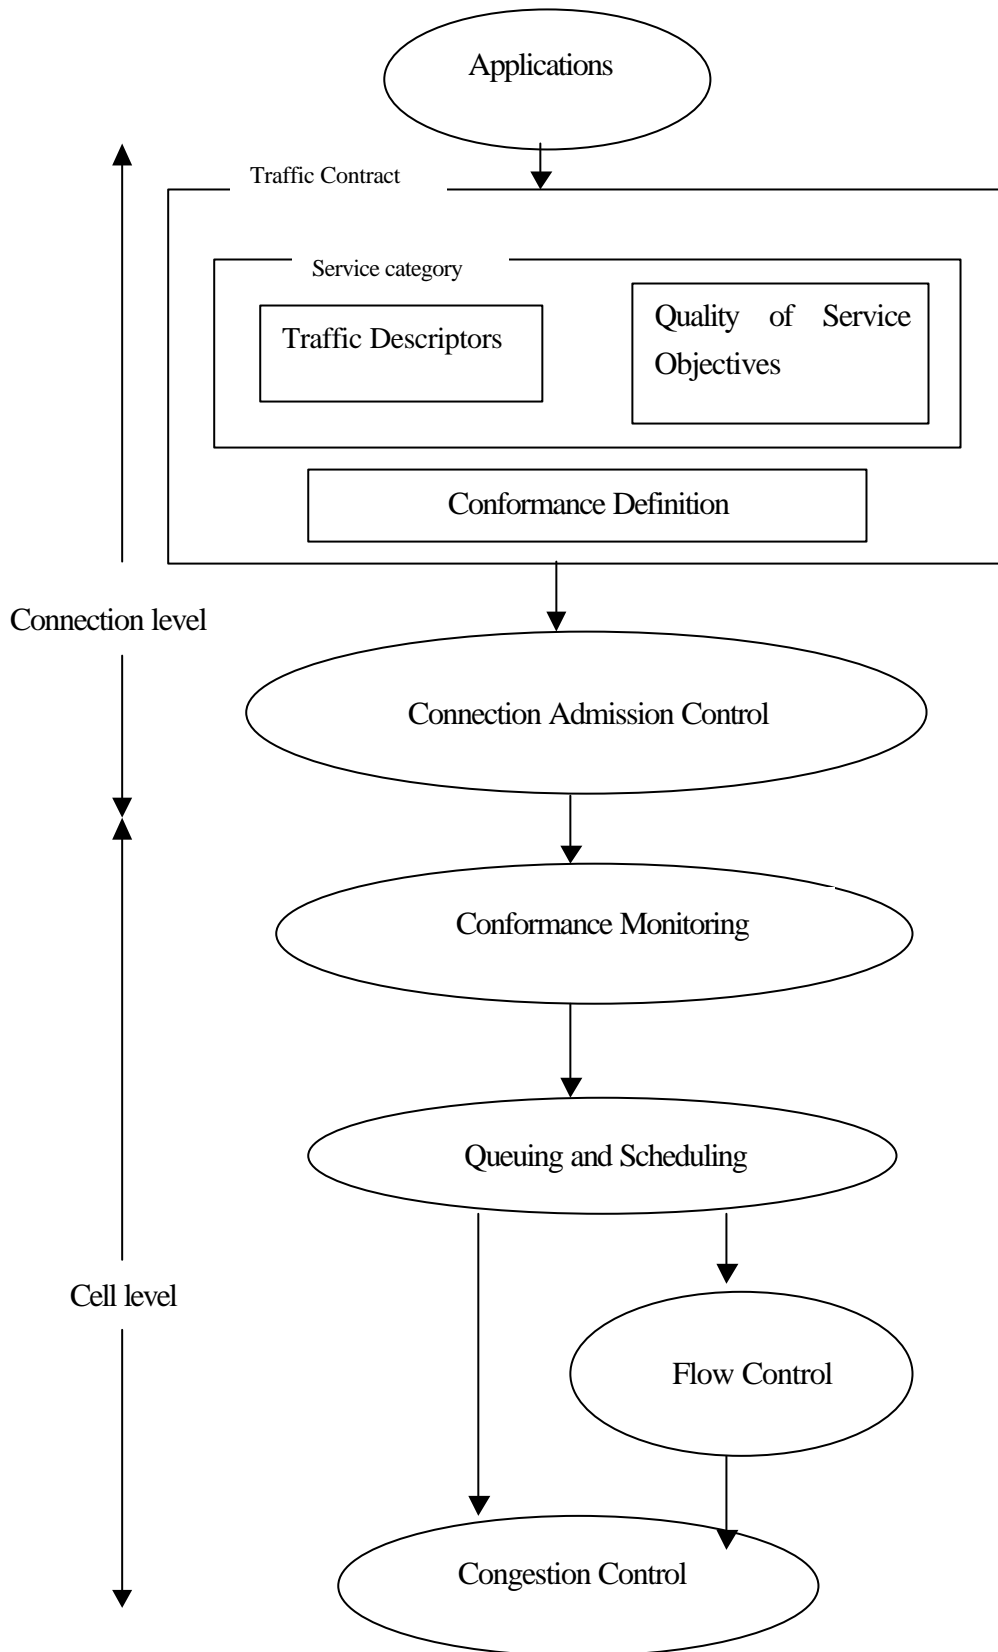 Applications
Traffic Contract
Service category
Traffic Descriptors
Quality of Service
Objectives
Conformance Definition
Connection level
Connection Admission Control
Conformance Monitoring
Queuing and Scheduling
Cell level
Flow Control
Congestion Control